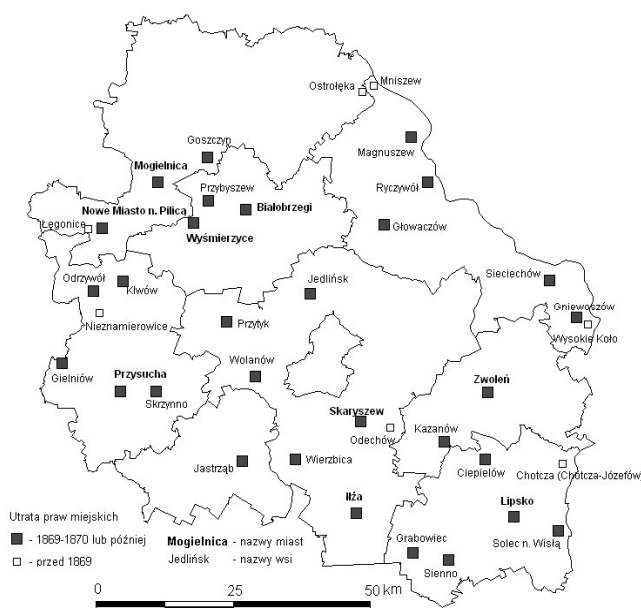 Mniszew
Ostrołęka
Goszczyn
Magnuszew
Mogielnica
Przybyszew
Ryczywół
Nowe Miasto n. Pilicą
Białobrzegi
Łęgonice
Wyśmierzyce
Głowaczów
Odrzywół
Klwów
Jedlińsk
Sieciechów
Gniewoszów
Nieznamierowice
Przytyk
Wysokie Koło
Gielniów
Przysucha
Wolanów
Zwoleń
Skrzynno
Skaryszew
Odechów
Kazanów
Jastrząb
Wierzbica
Ciepielów
Chotcza (Chotcza-Józefów)
Iłża
Lipsko
Solec n. Wisłą
Grabowiec
Sienno
Utrata praw miejskich
- 1869-1870 lub później
- przed 1869
Mogielnica - nazwy miast
Jedlińsk - nazwy wsi
0 25 50 km